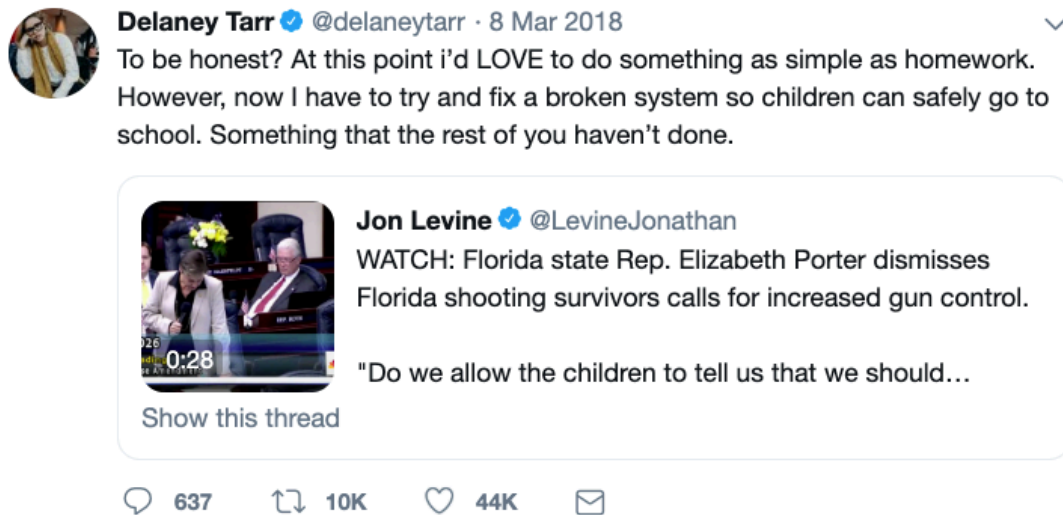 Delaney Tarr @delaneytarr · 8 Mar 2018
To be honest? At this point i’d LOVE to do something as simple as homework.
However, now I have to try and fix a broken system so children can safely go to
school. Something that the rest of you haven’t done.
Jon Levine @LevineJonathan
WATCH: Florida state Rep. Elizabeth Porter dismisses
Florida shooting survivors calls for increased gun control.
"Do we allow the children to tell us that we should…
0:28
Show this thread
637 10K 44K